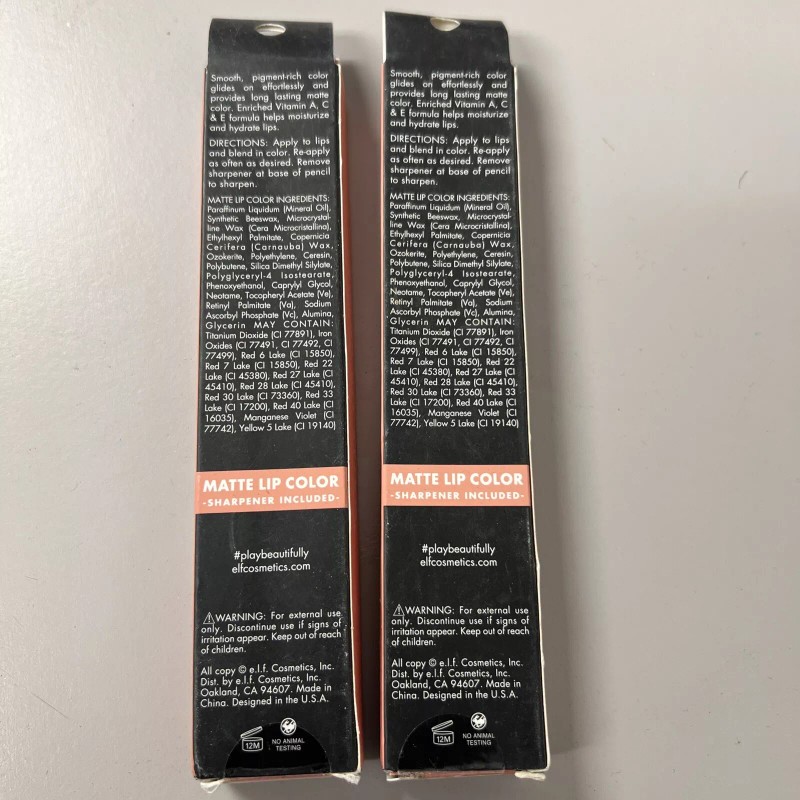 Smooth, pigment-rich color
glides on effortlessly and
provides long lasting matte
color. Enriched Vitamin A, C
& E formula helps moisturize
and hydrate lips.
DIRECTIONS: Apply to lips
and blend in color. Re-apply
as often as desired. Remove
sharpener at base of pencil
to sharpen.
MATTE LIP COLOR INGREDIENTS:
Paraffinum Liquidum (Mineral Oil),
Synthetic Beeswax, Microcrystal-
line Wax (Cera Microcristallina),
Ethylhexyl Palmitate, Copernicia
Cerifera (Carnauba) Wax,
Ozokerite, Polyethylene, Ceresin,
Polybutene, Silica Dimethyl Silylate,
Polyglyceryl-4 Isostearate,
Phenoxyethanol, Caprylyl Glycol,
Neotame, Tocopheryl Acetate (Ve),
Retinyl Palmitate (Va), Sodium
Ascorbyl Phosphate (Vc), Alumina,
Glycerin MAY CONTAIN:
Titanium Dioxide (CI 77891), Iron
Oxides (CI 77491, CI 77492, CI
77499), Red 6 Lake (CI 15850),
Red 7 Lake (CI 15850), Red 22
Lake (CI 45380), Red 27 Lake (CI
45410), Red 28 Lake (CI 45410),
Red 30 Lake (CI 73360), Red 33
Lake (CI 17200), Red 40 Lake (CI
16035), Manganese Violet (CI
77742), Yellow 5 Lake (CI 19140)
MATTE LIP COLOR
-SHARPENER INCLUDED-
#playbeautifully
elfcosmetics.com
WARNING: For external use
only. Discontinue use if signs of
irritation appear. Keep out of reach
of children.
All copy © e.l.f. Cosmetics, Inc.
Dist. by e.l.f. Cosmetics, Inc.
Oakland, CA 94607. Made in
China. Designed in the U.S.A.
12M
NO ANIMAL
TESTING
Smooth, pigment-rich color
glides on effortlessly and
provides long lasting matte
color. Enriched Vitamin A, C
& E formula helps moisturize
and hydrate lips.
DIRECTIONS: Apply to lips
and blend in color. Re-apply
as often as desired. Remove
sharpener at base of pencil
to sharpen.
MATTE LIP COLOR INGREDIENTS:
Paraffinum Liquidum (Mineral Oil),
Synthetic Beeswax, Microcrystal-
line Wax (Cera Microcristallina),
Ethylhexyl Palmitate, Copernicia
Cerifera (Carnauba) Wax,
Ozokerite, Polyethylene, Ceresin,
Polybutene, Silica Dimethyl Silylate,
Polyglyceryl-4 Isostearate,
Phenoxyethanol, Caprylyl Glycol,
Neotame, Tocopheryl Acetate (Ve),
Retinyl Palmitate (Va), Sodium
Ascorbyl Phosphate (Vc), Alumina,
Glycerin MAY CONTAIN:
Titanium Dioxide (CI 77891), Iron
Oxides (CI 77491, CI 77492, CI
77499), Red 6 Lake (CI 15850),
Red 7 Lake (CI 15850), Red 22
Lake (CI 45380), Red 27 Lake (CI
45410), Red 28 Lake (CI 45410),
Red 30 Lake (CI 73360), Red 33
Lake (CI 17200), Red 40 Lake (CI
16035), Manganese Violet (CI
77742), Yellow 5 Lake (CI 19140)
MATTE LIP COLOR
-SHARPENER INCLUDED-
#playbeautifully
elfcosmetics.com
WARNING: For external use
only. Discontinue use if signs of
irritation appear. Keep out of reach
of children.
All copy © e.l.f. Cosmetics, Inc.
Dist. by e.l.f. Cosmetics, Inc.
Oakland, CA 94607. Made in
China. Designed in the U.S.A.
12M
NO ANIMAL
TESTING